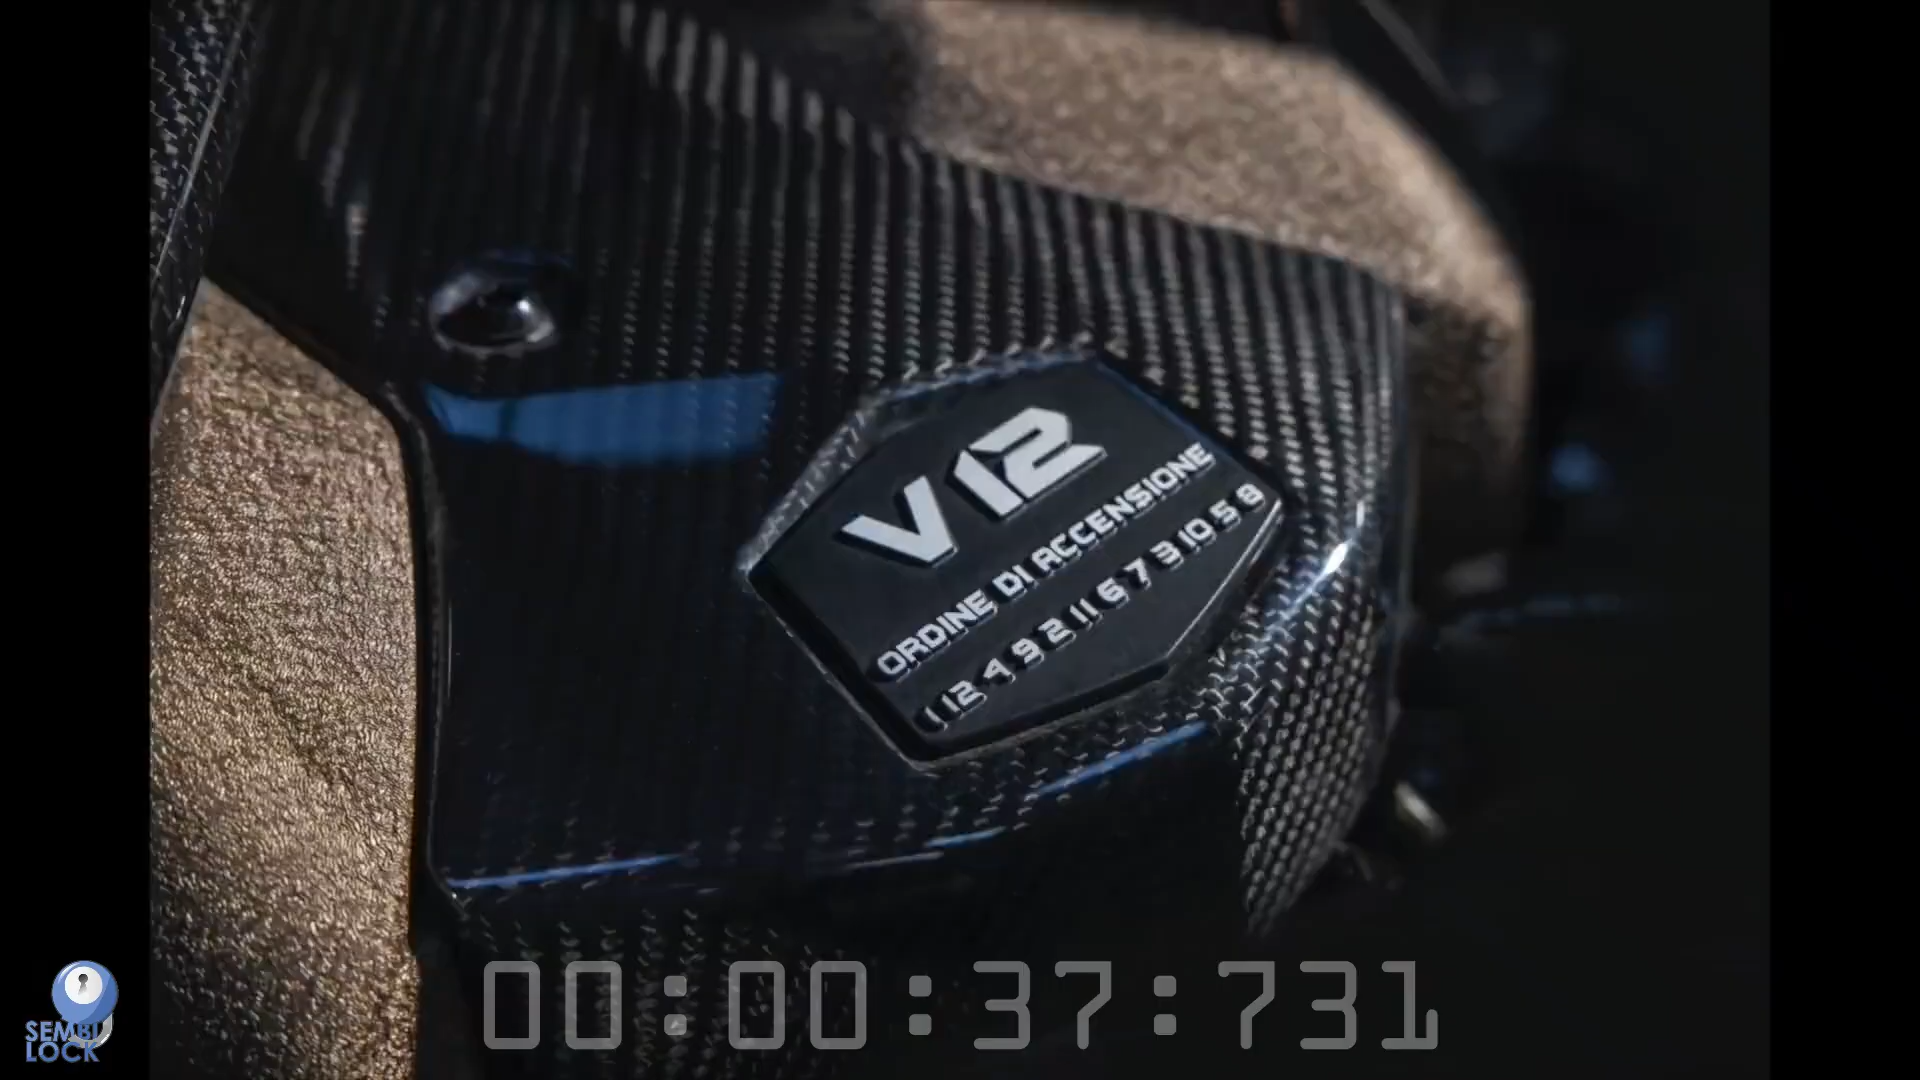 V12
ORDINE DI ACCENSIONE
1 12 4 9 2 11 6 7 3 10 5 8
00:00:37:731
SEMBI
LOCK